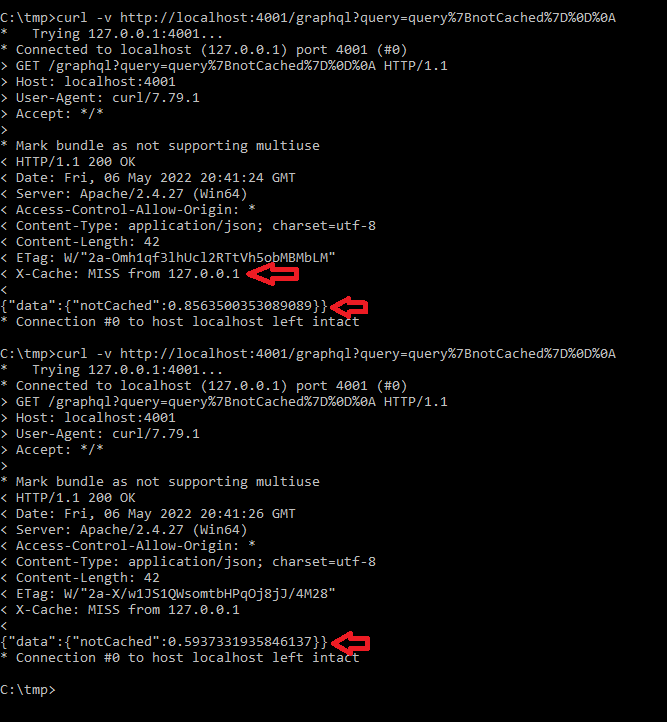 C:\tmp>curl -v http://localhost:4001/graphql?query=query%7BnotCached%7D%0D%0A
*   Trying 127.0.0.1:4001...
* Connected to localhost (127.0.0.1) port 4001 (#0)
> GET /graphql?query=query%7BnotCached%7D%0D%0A HTTP/1.1
> Host: localhost:4001
> User-Agent: curl/7.79.1
> Accept: */*
>
* Mark bundle as not supporting multiuse
< HTTP/1.1 200 OK
< Date: Fri, 06 May 2022 20:41:24 GMT
< Server: Apache/2.4.27 (Win64)
< Access-Control-Allow-Origin: *
< Content-Type: application/json; charset=utf-8
< Content-Length: 42
< ETag: W/"2a-Omh1qf3lhUcl2RTtVh5obMBMbLM"
< X-Cache: MISS from 127.0.0.1
<
{"data":{"notCached":0.8563500353089089}}
* Connection #0 to host localhost left intact
C:\tmp>curl -v http://localhost:4001/graphql?query=query%7BnotCached%7D%0D%0A
*   Trying 127.0.0.1:4001...
* Connected to localhost (127.0.0.1) port 4001 (#0)
> GET /graphql?query=query%7BnotCached%7D%0D%0A HTTP/1.1
> Host: localhost:4001
> User-Agent: curl/7.79.1
> Accept: */*
>
* Mark bundle as not supporting multiuse
< HTTP/1.1 200 OK
< Date: Fri, 06 May 2022 20:41:26 GMT
< Server: Apache/2.4.27 (Win64)
< Access-Control-Allow-Origin: *
< Content-Type: application/json; charset=utf-8
< Content-Length: 42
< ETag: W/"2a-X/w1JS1QWsomtbHPqOj8jJ/4M28"
< X-Cache: MISS from 127.0.0.1
<
{"data":{"notCached":0.5937331935846137}}
* Connection #0 to host localhost left intact
C:\tmp>